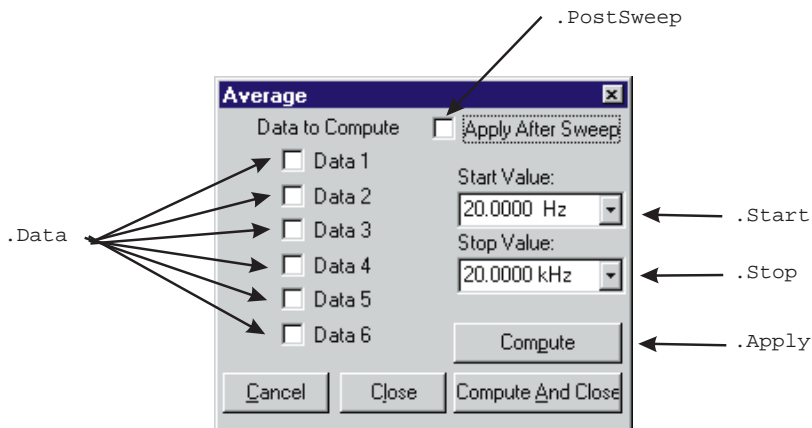 .PostSweep
Average
Data to Compute
Apply After Sweep
Data 1
Data 2
Data 3
Data 4
Data 5
Data 6
.Data
Start Value:
20.0000 Hz
.Start
Stop Value:
20.0000 kHz
.Stop
Compute
.Apply
Cancel
Close
Compute And Close